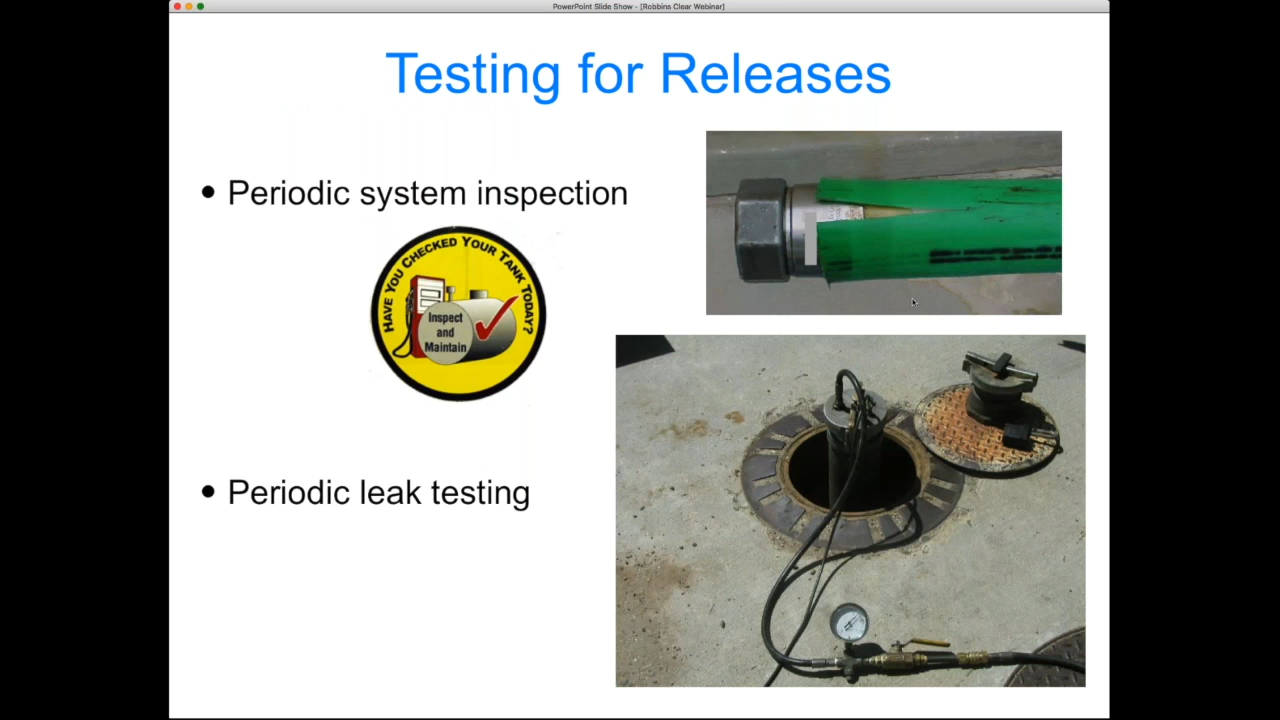 PowerPoint Slide Show - [Robbins Clear Webinar]
Testing for Releases
• Periodic system inspection
HAVE YOU CHECKED YOUR TANK TODAY?
Inspect
and
Maintain
• Periodic leak testing